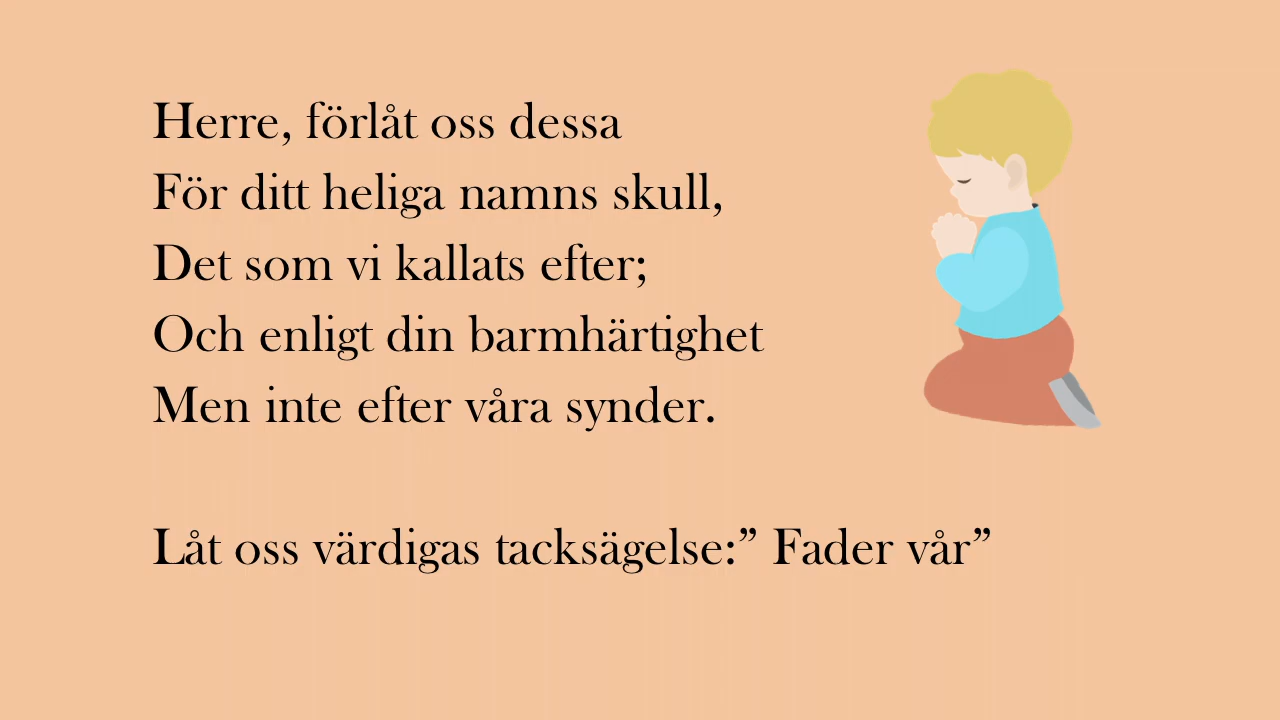 Herre, förlåt oss dessa
För ditt heliga namns skull,
Det som vi kallats efter;
Och enligt din barmhärtighet
Men inte efter våra synder.
Låt oss värdigas tacksägelse:” Fader vår”